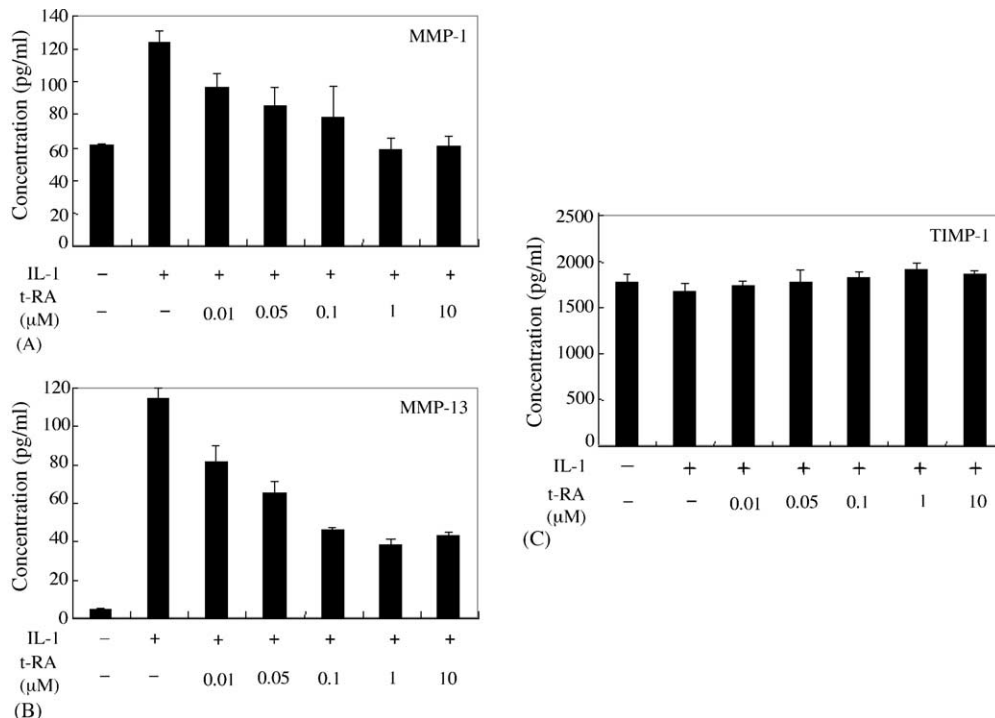 Concentration (pg/ml)
140
120
100
80
60
40
20
0
MMP-1
IL-1 − + + + + + +
t-RA
(μM) − − 0.01 0.05 0.1 1 10
(A)
Concentration (pg/ml)
120
100
80
60
40
20
0
MMP-13
IL-1 − + + + + + +
t-RA
(μM) − − 0.01 0.05 0.1 1 10
(B)
Concentration (pg/ml)
2500
2000
1500
1000
500
0
TIMP-1
IL-1 − + + + + + +
t-RA
(μM) − − 0.01 0.05 0.1 1 10
(C)